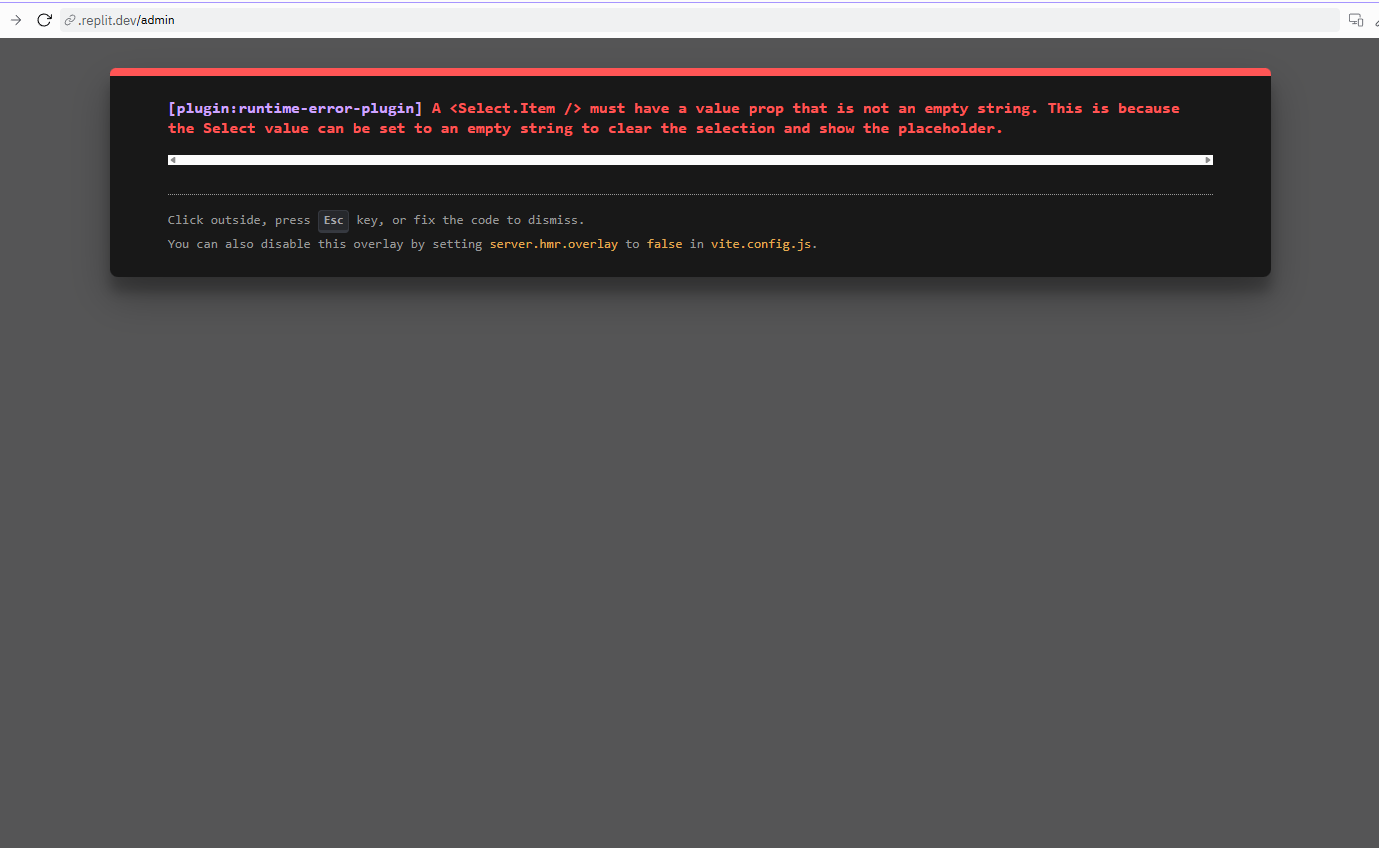 .replit.dev/admin
[plugin:runtime-error-plugin] A <Select.Item /> must have a value prop that is not an empty string. This is because
the Select value can be set to an empty string to clear the selection and show the placeholder.
Click outside, press Esc key, or fix the code to dismiss.
You can also disable this overlay by setting server.hmr.overlay to false in vite.config.js.